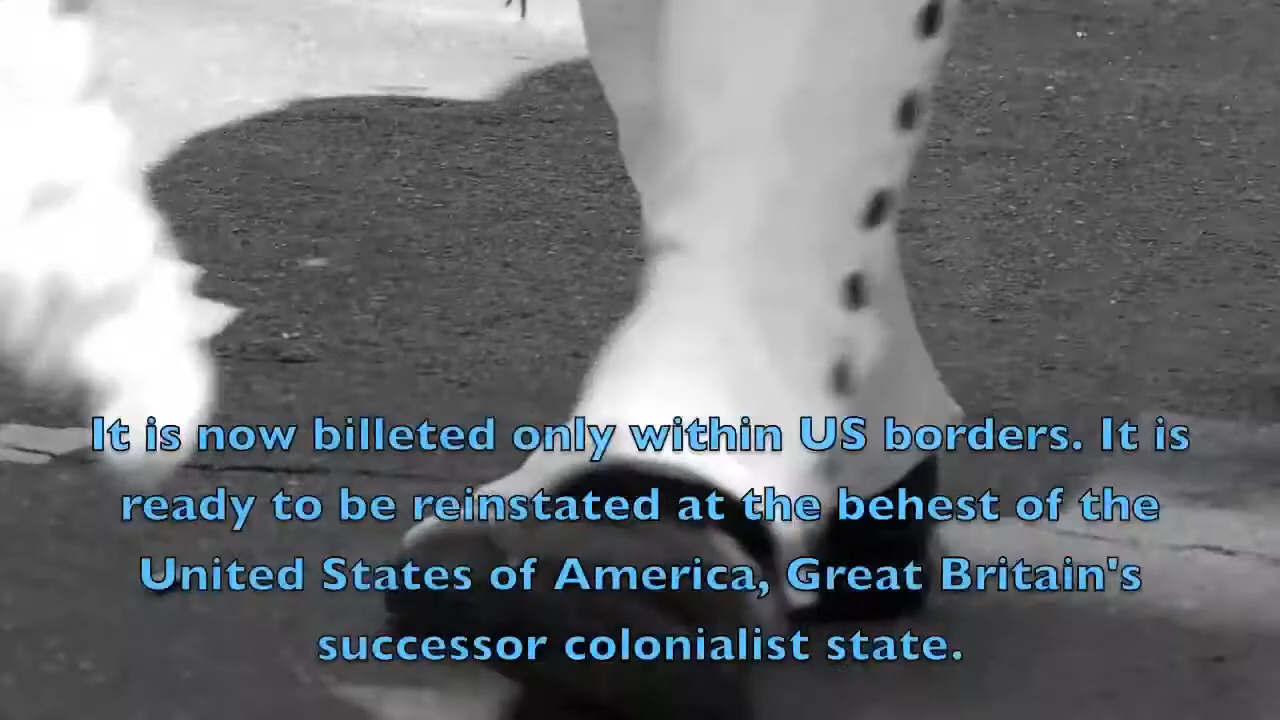 It is now billeted only within US borders. It is
ready to be reinstated at the behest of the
United States of America, Great Britain's
successor colonialist state.